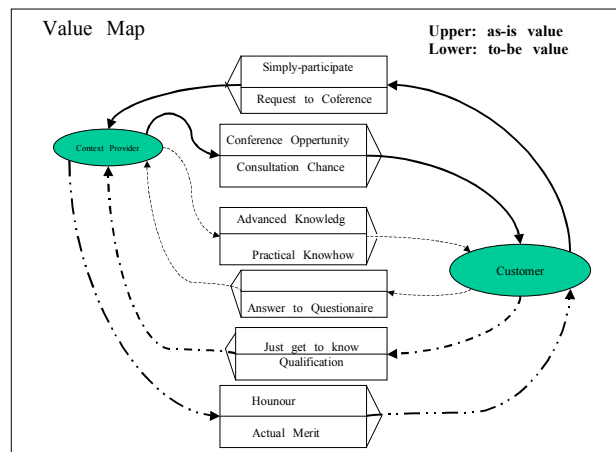 Value Map
Upper: as-is value
Lower: to-be value
Simply-participate
Request to Coference
Context Provider
Conference Opportunity
Consultation Chance
Advanced Knowledg
Practical Knowhow
Customer
Answer to Questionaire
Just get to know
Qualification
Hounour
Actual Merit